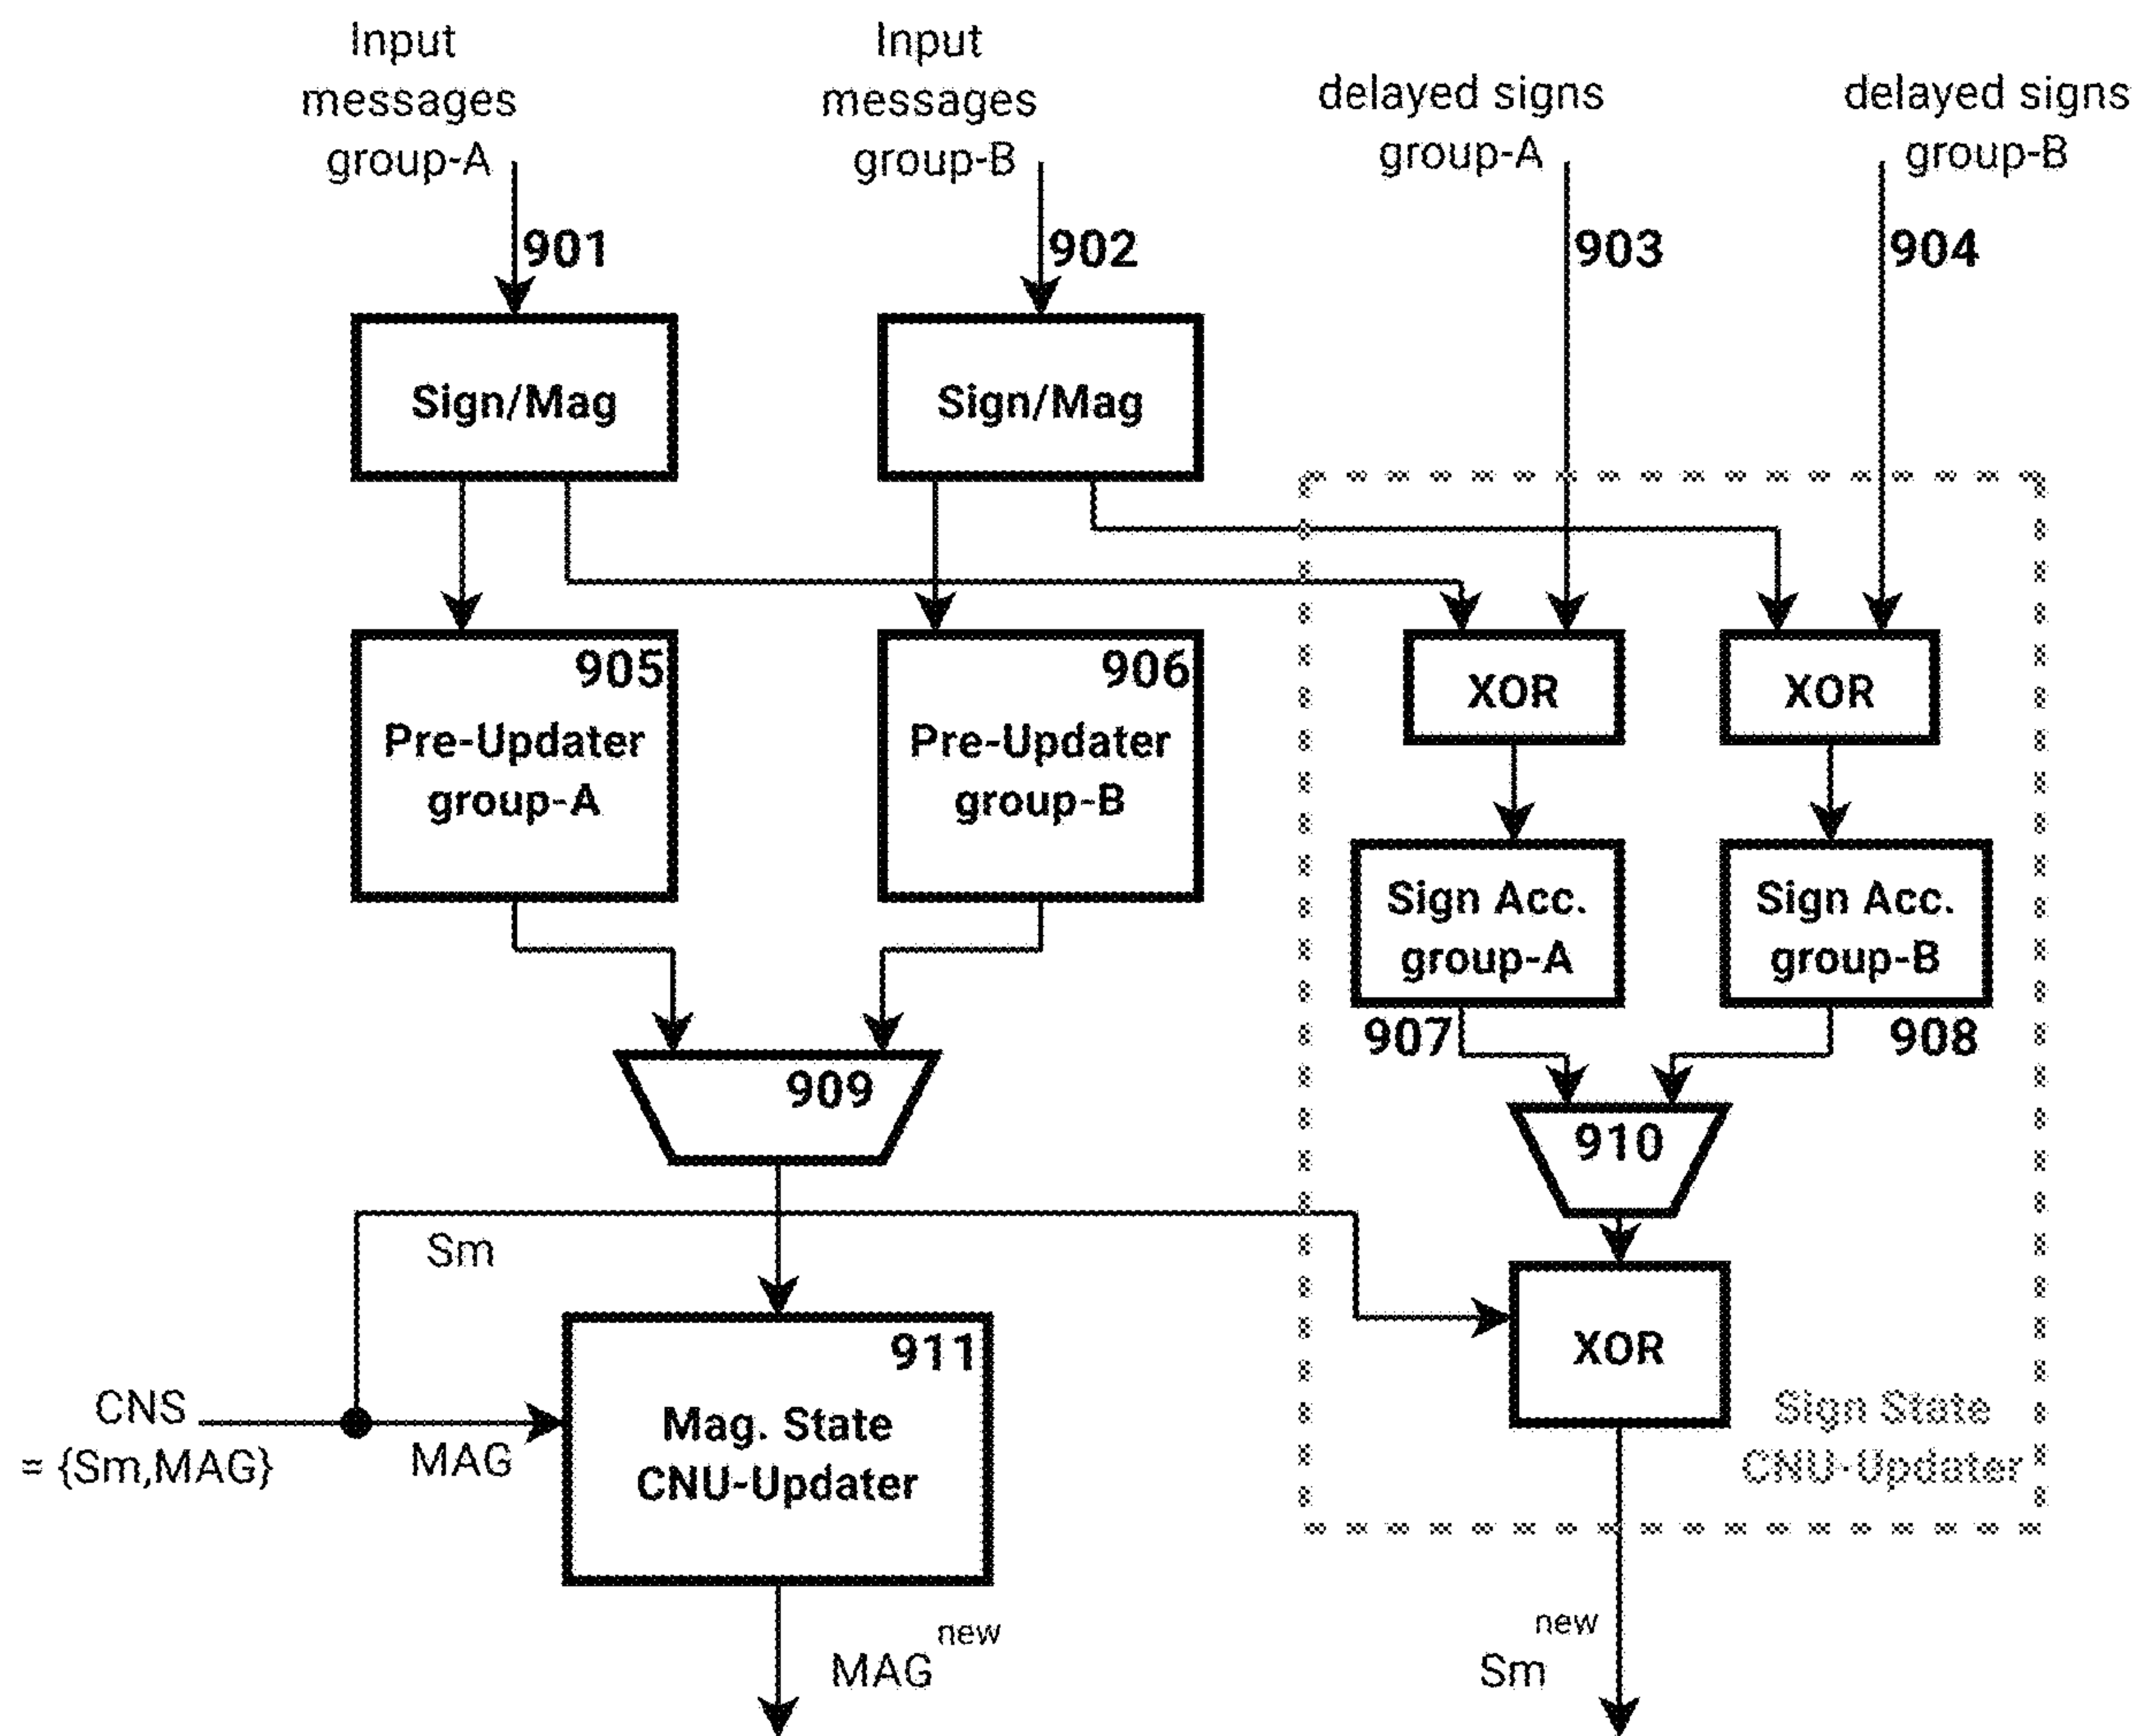 Input
messages
group-A
Input
messages
group-B
delayed signs
group-A
delayed signs
group-B
901
902
903
904
Sign/Mag
Sign/Mag
905
Pre-Updater
group-A
906
Pre-Updater
group-B
XOR
XOR
Sign Acc.
group-A
Sign Acc.
group-B
907
908
909
910
Sm
911
Mag. State
CNU-Updater
XOR
CNS
= {Sm,MAG}
MAG
Sign State
CNU-Updater
MAG new
Sm new